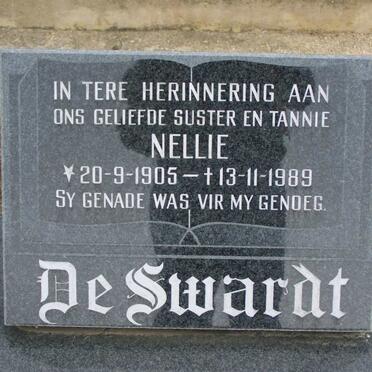 IN TERE HERINNERING AAN
ONS GELIEFDE SUSTER EN TANNIE
NELLIE
★20-9-1905–✝13-11-1989
SY GENADE WAS VIR MY GENOEG.
De Swardt